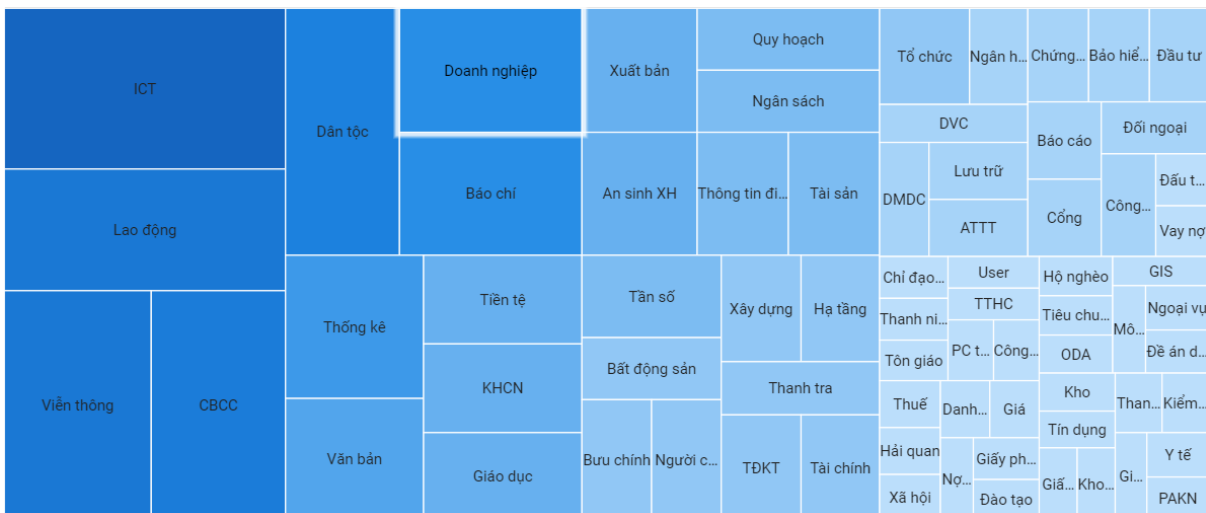 ICT
Lao động
Viễn thông
CBCC
Dân tộc
Doanh nghiệp
Báo chí
Thống kê
Văn bản
Tiền tệ
KHCN
Giáo dục
Xuất bản
An sinh XH
Quy hoạch
Ngân sách
Thông tin đi...
Tài sản
Tần số
Bất động sản
Bưu chính
Người c...
Xây dựng
Hạ tầng
Thanh tra
TĐKT
Tài chính
Tổ chức
Ngân h...
DVC
DMDC
Lưu trữ
ATTT
Chứng...
Bảo hiể...
Đầu tư
Báo cáo
Cổng
Đối ngoại
Công...
Đấu t...
Vay nợ
Chỉ đạo...
Thanh ni...
Tôn giáo
User
TTHC
PC t...
Công...
Hộ nghèo
Tiêu chu...
ODA
GIS
Mô...
Ngoại vụ
Đề án d...
Thuế
Hải quan
Xã hội
Danh...
Giá
Nợ...
Giấy ph...
Đào tạo
Kho
Tín dụng
Giấ...
Kho...
Than...
Kiểm...
Gi...
Y tế
PAKN